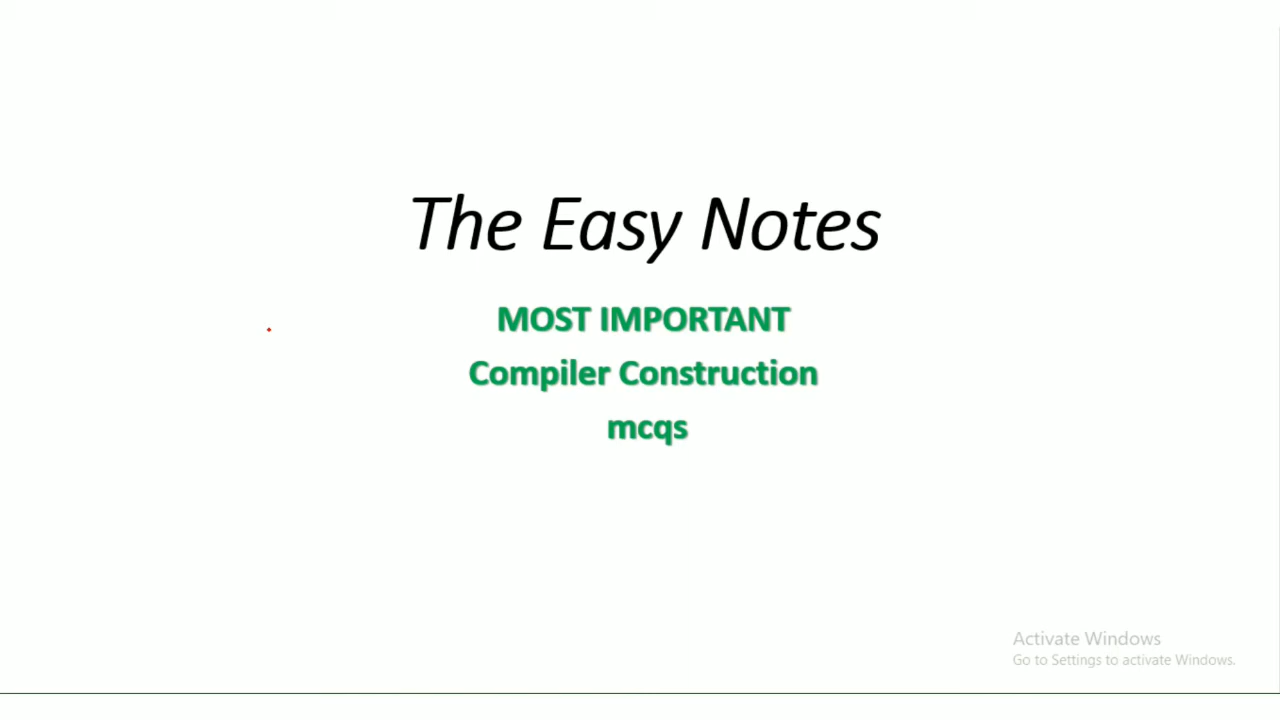 The Easy Notes
MOST IMPORTANT
Compiler Construction
mcqs
Activate Windows
Go to Settings to activate Windows.